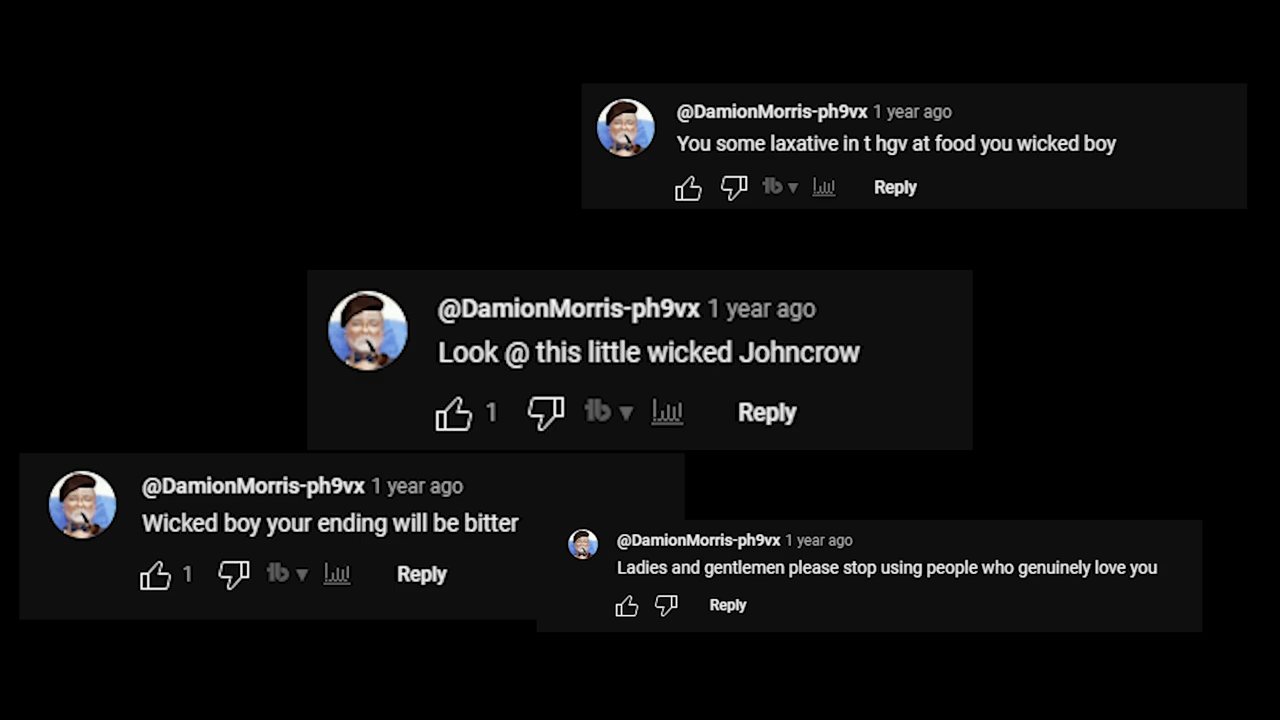 @DamionMorris-ph9vx 1 year ago
You some laxative in t hgv at food you wicked boy
Reply
@DamionMorris-ph9vx 1 year ago
Look @ this little wicked Johncrow
1 Reply
@DamionMorris-ph9vx 1 year ago
Wicked boy your ending will be bitter
1 Reply
@DamionMorris-ph9vx 1 year ago
Ladies and gentlemen please stop using people who genuinely love you
Reply